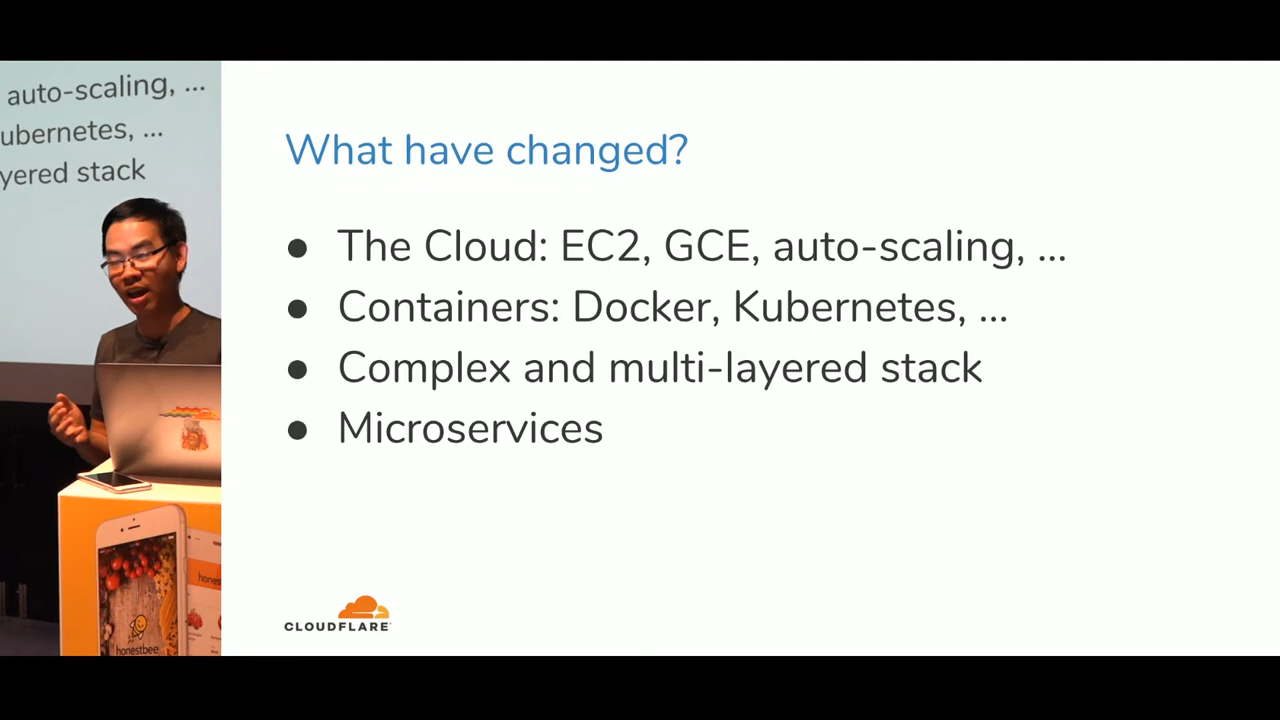 auto-scaling, ...
ubernetes, ...
yered stack
What have changed?
● The Cloud: EC2, GCE, auto-scaling, ...
● Containers: Docker, Kubernetes, ...
● Complex and multi-layered stack
● Microservices
CLOUDFLARE
honestbee
hones